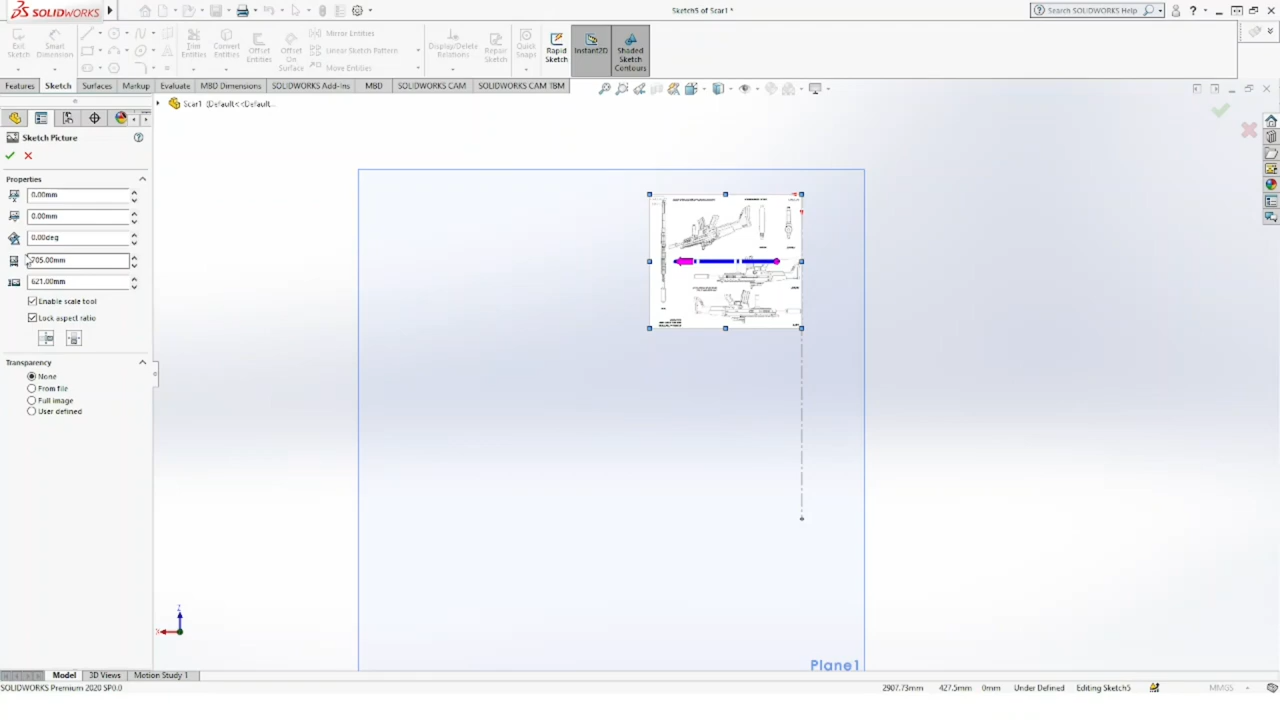 SOLIDWORKS
Sketch5 of Scar1 *
Search SOLIDWORKS Help
Exit Sketch
Smart Dimension
Trim Entities
Convert Entities
Offset Entities
Offset On Surface
Mirror Entities
Linear Sketch Pattern
Move Entities
Display/Delete Relations
Repair Sketch
Quick Snaps
Rapid Sketch
Instant2D
Shaded Sketch Contours
Features
Sketch
Surfaces
Markup
Evaluate
MBD Dimensions
SOLIDWORKS Add-Ins
MBD
SOLIDWORKS CAM
SOLIDWORKS CAM TBM
Scar1 (Default<<Default...
Sketch Picture
Properties
0.00mm
0.00mm
0.00deg
705.00mm
621.00mm
Enable scale tool
Lock aspect ratio
Transparency
None
From file
Full image
User defined
Z
X
Plane1
Model
3D Views
Motion Study 1
SOLIDWORKS Premium 2020 SP0.0
2907.73mm
427.5mm
0mm
Under Defined
Editing Sketch5
MMGS